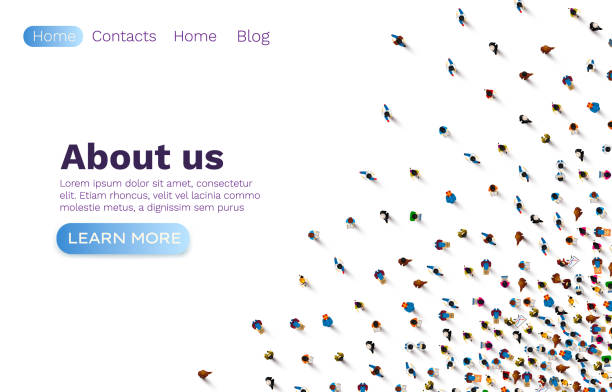 Home Contacts Home Blog
About us
Lorem ipsum dolor sit amet, consectetur
elit. Etiam rhoncus, velit vel lacinia commo
molestie metus, a dignissim sem purus
LEARN MORE